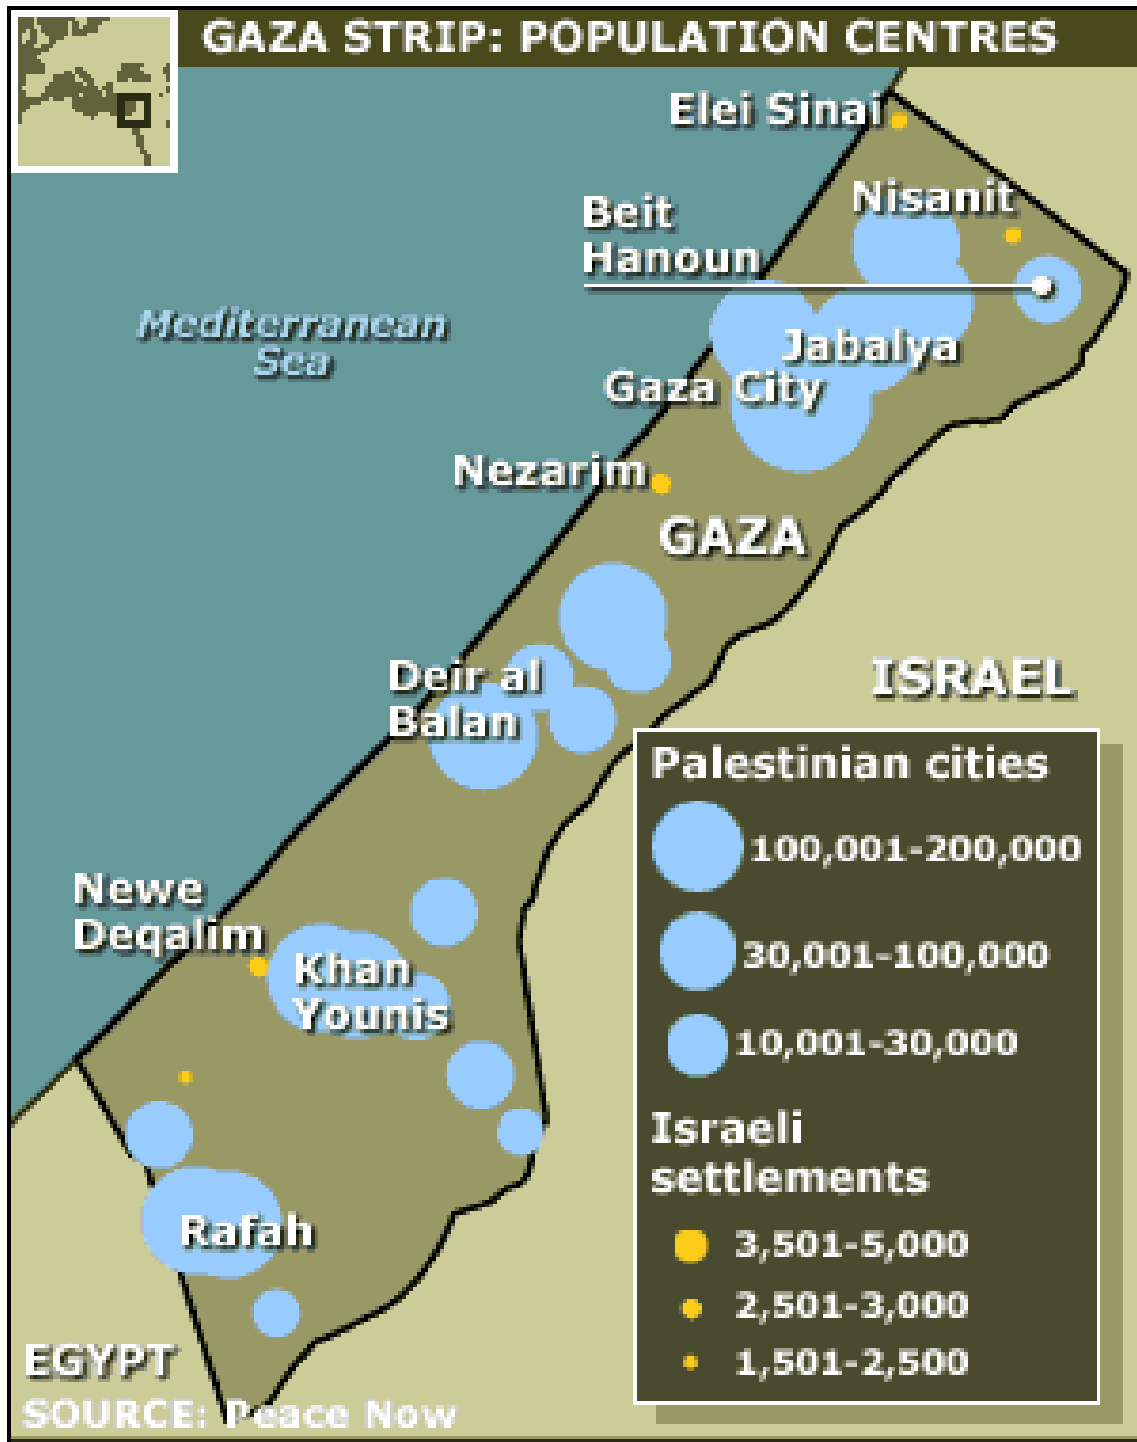 GAZA STRIP: POPULATION CENTRES
Elei Sinai
Nisanit
Beit
Hanoun
Mediterranean
Sea
Jabalya
Gaza City
Nezarim
GAZA
Deir al
Balan
ISRAEL
Palestinian cities
100,001-200,000
30,001-100,000
10,001-30,000
Newe
Deqalim
Khan
Younis
Israeli
settlements
3,501-5,000
2,501-3,000
1,501-2,500
Rafah
EGYPT
SOURCE: Peace Now